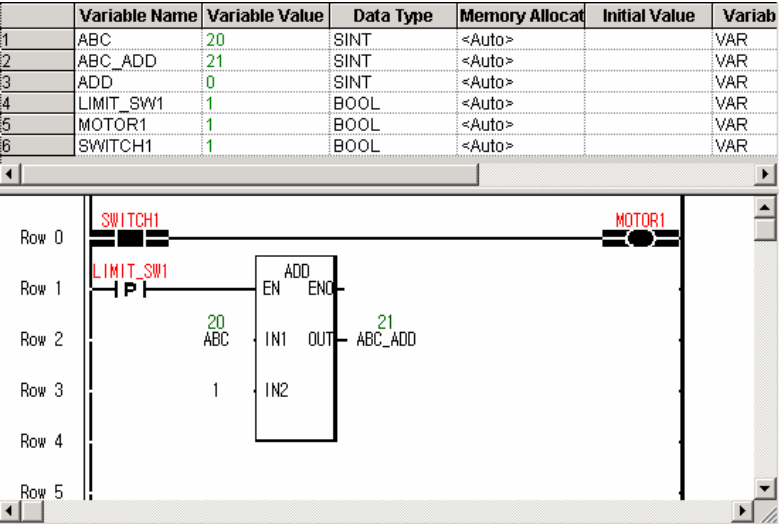 Variable Name Variable Value Data Type Memory Allocat Initial Value Variab
1 ABC 20 SINT <Auto> VAR
2 ABC_ADD 21 SINT <Auto> VAR
3 ADD 0 SINT <Auto> VAR
4 LIMIT_SW1 1 BOOL <Auto> VAR
5 MOTOR1 1 BOOL <Auto> VAR
6 SWITCH1 1 BOOL <Auto> VAR
SWITCH1 MOTOR1
Row 0
LIMIT_SW1 ADD
Row 1 P EN ENO
20 21
Row 2 ABC IN1 OUT ABC_ADD
Row 3 1 IN2
Row 4
Row 5